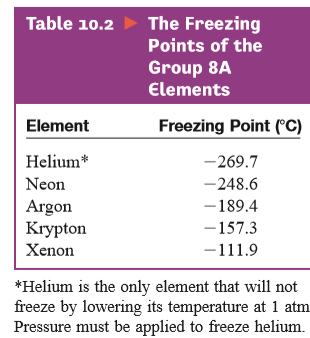 Table 10.2 ▶ The Freezing
Points of the
Group 8A
Elements
Element Freezing Point (°C)
Helium* −269.7
Neon −248.6
Argon −189.4
Krypton −157.3
Xenon −111.9
*Helium is the only element that will not
freeze by lowering its temperature at 1 atm
Pressure must be applied to freeze helium.